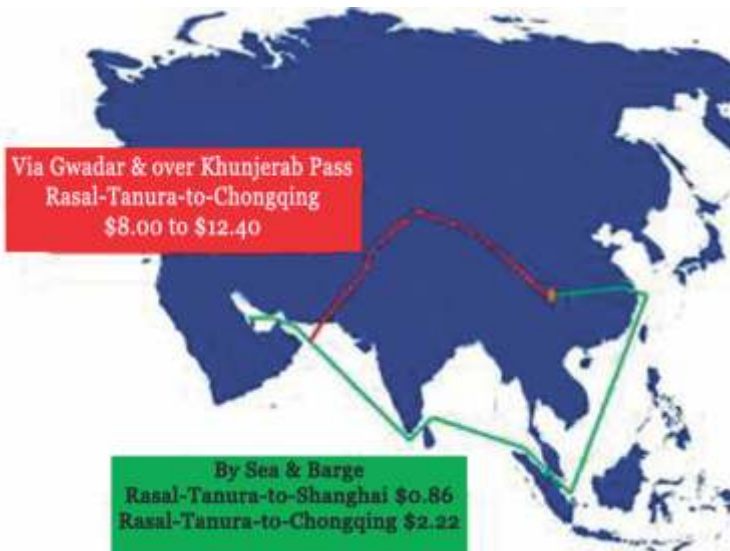 Via Gwadar & over Khunjerab Pass
Rasal-Tanura-to-Chongqing
$8.00 to $12.40
By Sea & Barge
Rasal-Tanura-to-Shanghai $0.86
Rasal-Tanura-to-Chongqing $2.22